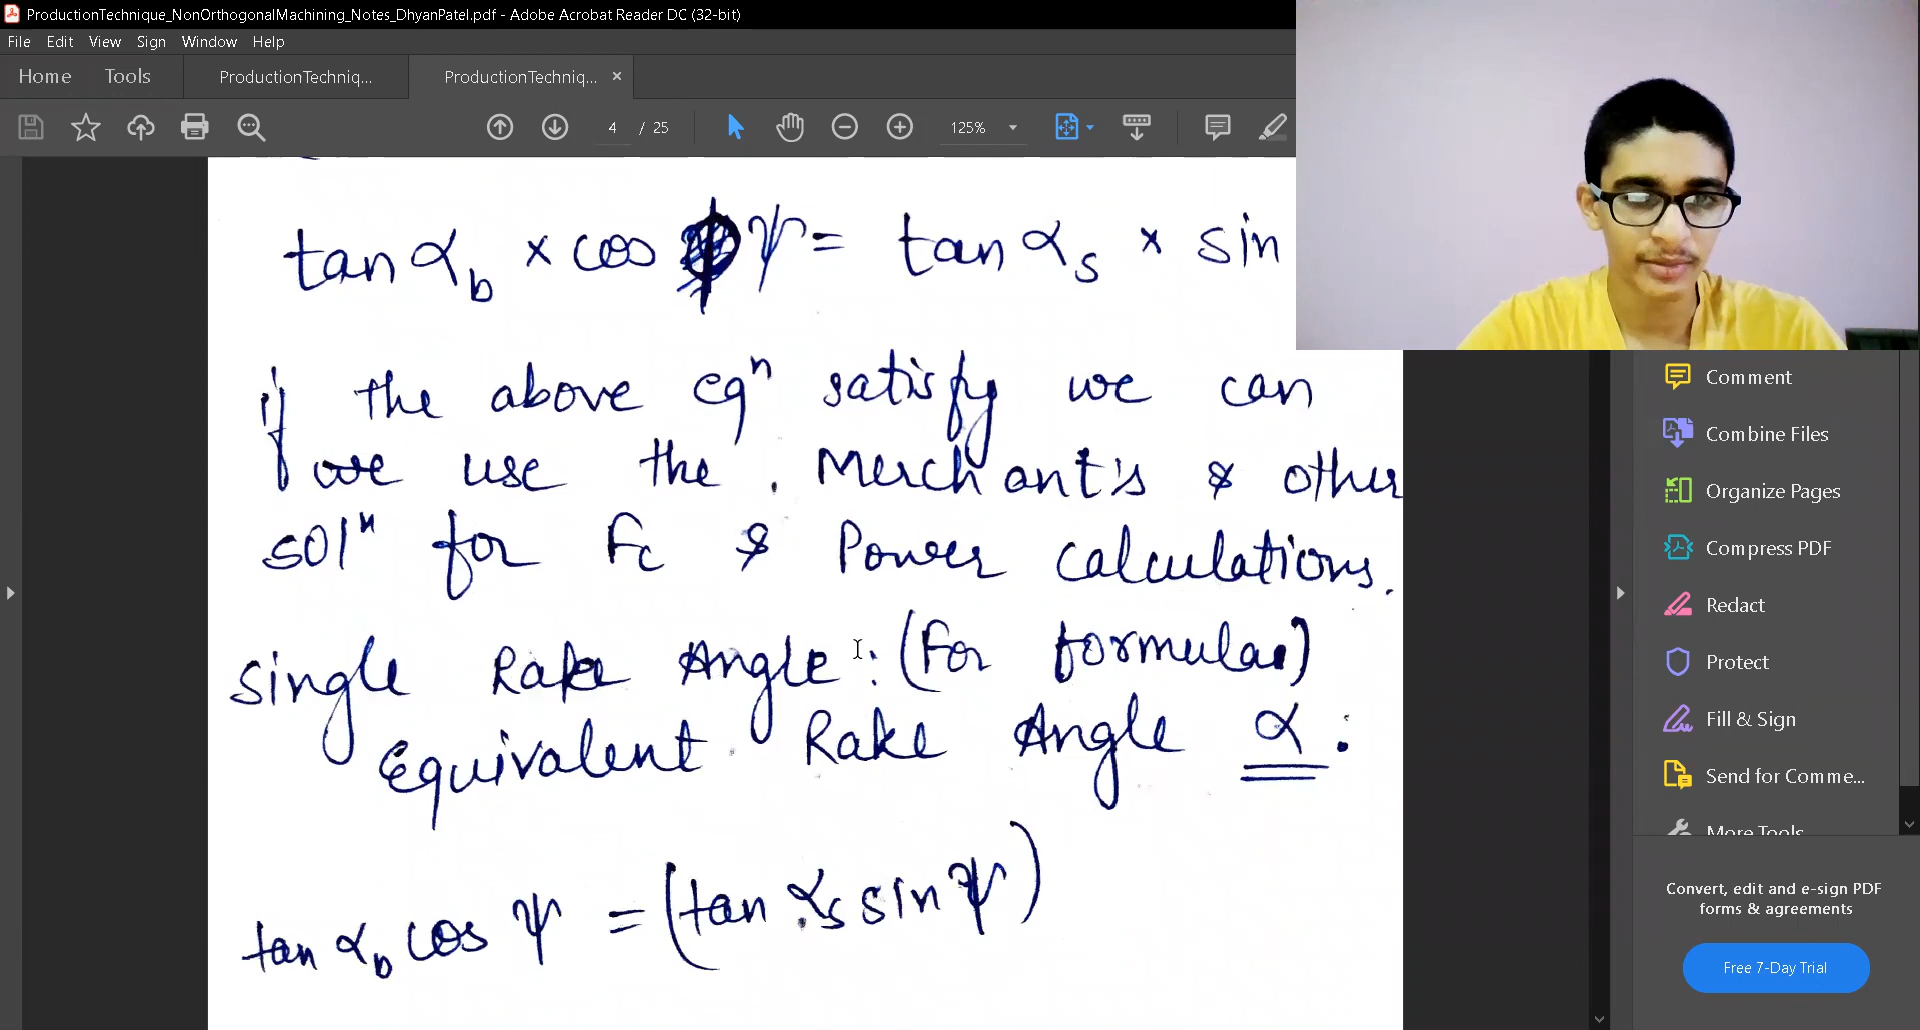 ProductionTechnique_NonOrthogonalMachining_Notes_DhyanPatel.pdf - Adobe Acrobat Reader DC (32-bit)
File Edit View Sign Window Help
Home Tools ProductionTechniq... ProductionTechniq... ×
4 / 25 125%
tan αb × cos ψ = tan αs × sin
if the above eqn satisfy we can
we use the Merchant's & other
soln for Fc & Power calculations.
Single Rake Angle: (For formulae)
Equivalent Rake Angle α:
tan αb cos ψ = (tan αs sin ψ)
Comment
Combine Files
Organize Pages
Compress PDF
Redact
Protect
Fill & Sign
Send for Comme...
More Tools
Convert, edit and e-sign PDF
forms & agreements
Free 7-Day Trial